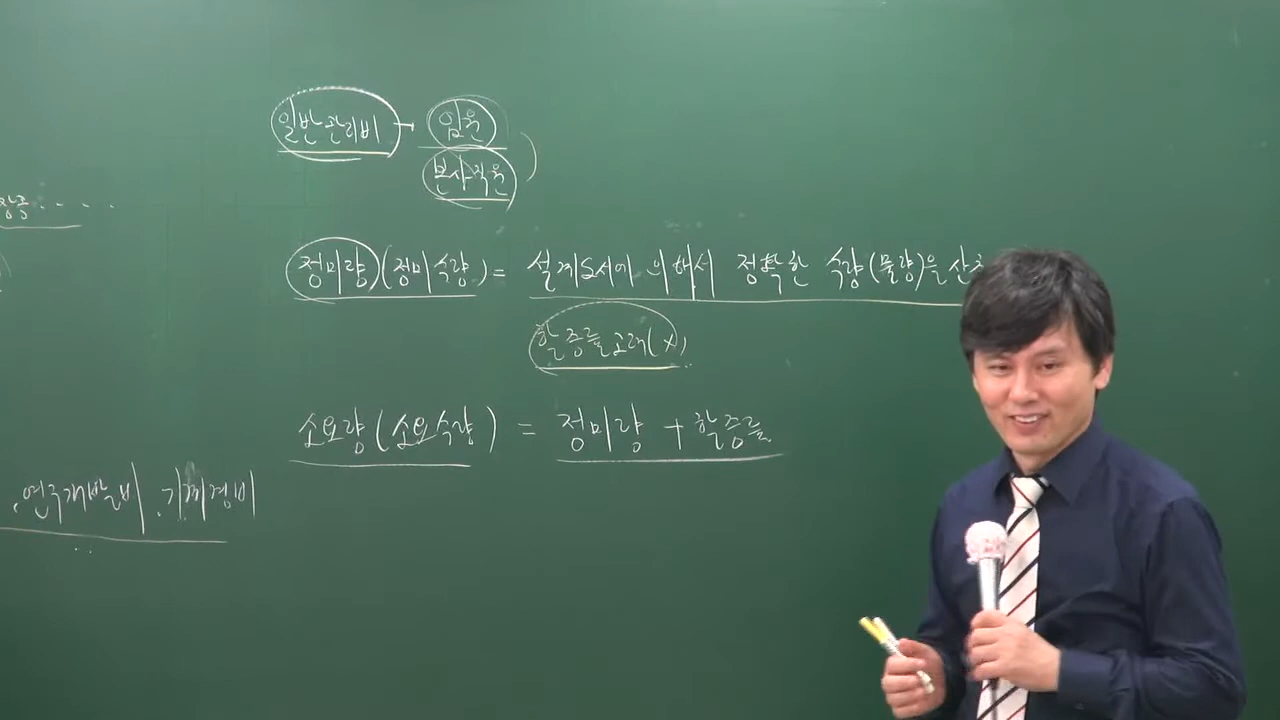 일반관리비 - 임원
본사직원 )
정미량 (정미수량) = 설계도서에 의해서 정확한 수량(물량)을 산
할증률 고려(x)
소요량 (소요수량) = 정미량 + 할증률
. 연구개발비 . 기계경비